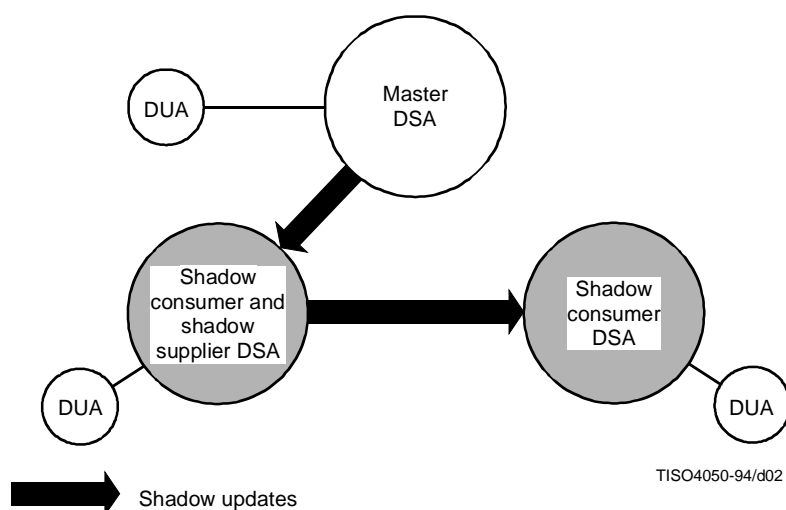 DUA
Master
DSA
Shadow
consumer and
shadow
supplier DSA
Shadow
consumer
DSA
DUA
DUA
TISO4050-94/d02
Shadow updates